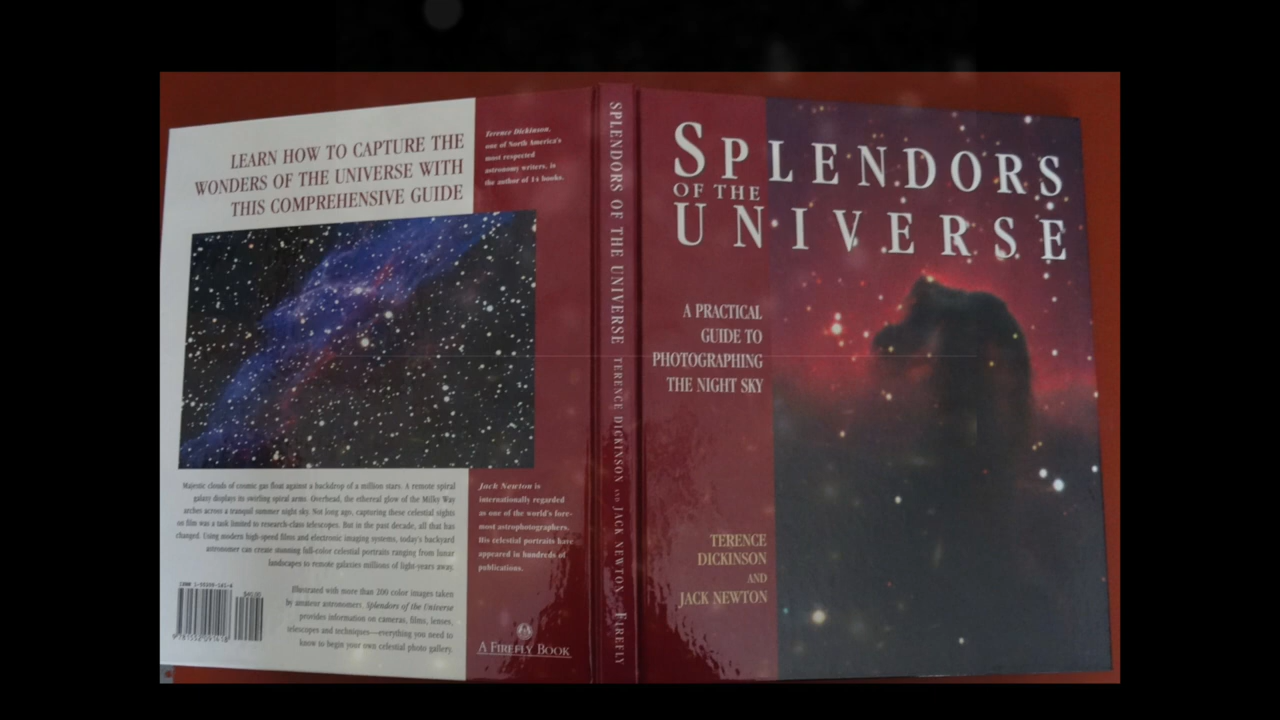 LEARN HOW TO CAPTURE THE
WONDERS OF THE UNIVERSE WITH
THIS COMPREHENSIVE GUIDE
Terence Dickinson,
one of North America's
most respected
astronomy writers, is
the author of 14 books.
Majestic clouds of cosmic gas float against a backdrop of a million stars. A remote spiral
galaxy displays its swirling spiral arms. Overhead, the ethereal glow of the Milky Way
arches across a tranquil summer night sky. Not long ago, capturing these celestial sights
on film was a task limited to research-class telescopes. But in the past decade, all that has
changed. Using modern high-speed films and electronic imaging systems, today's backyard
astronomer can create stunning full-color celestial portraits ranging from lunar
landscapes to remote galaxies millions of light-years away.
Illustrated with more than 200 color images taken
by amateur astronomers, Splendors of the Universe
provides information on cameras, films, lenses,
telescopes and techniques—everything you need to
know to begin your own celestial photo gallery.
ISBN 1-55209-141-4
9 781552 091418
Jack Newton is
internationally regarded
as one of the world's fore-
most astrophotographers.
His celestial portraits have
appeared in hundreds of
publications.
A FIREFLY BOOK
SPLENDORS OF THE UNIVERSE TERENCE DICKINSON AND JACK NEWTON FIREFLY
SPLENDORS
OF THE
UNIVERSE
A PRACTICAL
GUIDE TO
PHOTOGRAPHING
THE NIGHT SKY
TERENCE
DICKINSON
AND
JACK NEWTON